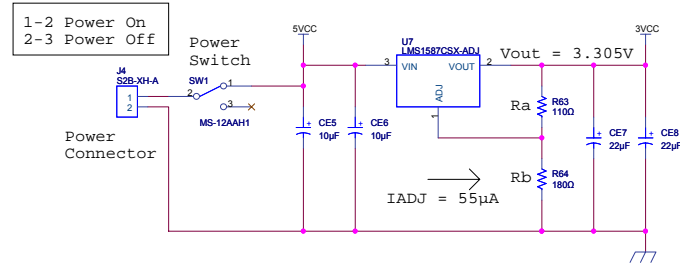 1-2 Power On
2-3 Power Off
5VCC
3VCC
U7
LMS1587CSX-ADJ
Vout = 3.305V
Power
Switch
J4
S2B-XH-A
SW1
1
2
3
MS-12AAH1
1
2
Power
Connector
3
VIN
VOUT
2
ADJ
1
CE5
10µF
CE6
10µF
Ra
R63
110Ω
Rb
R64
180Ω
CE7
22µF
CE8
22µF
IADJ = 55µA